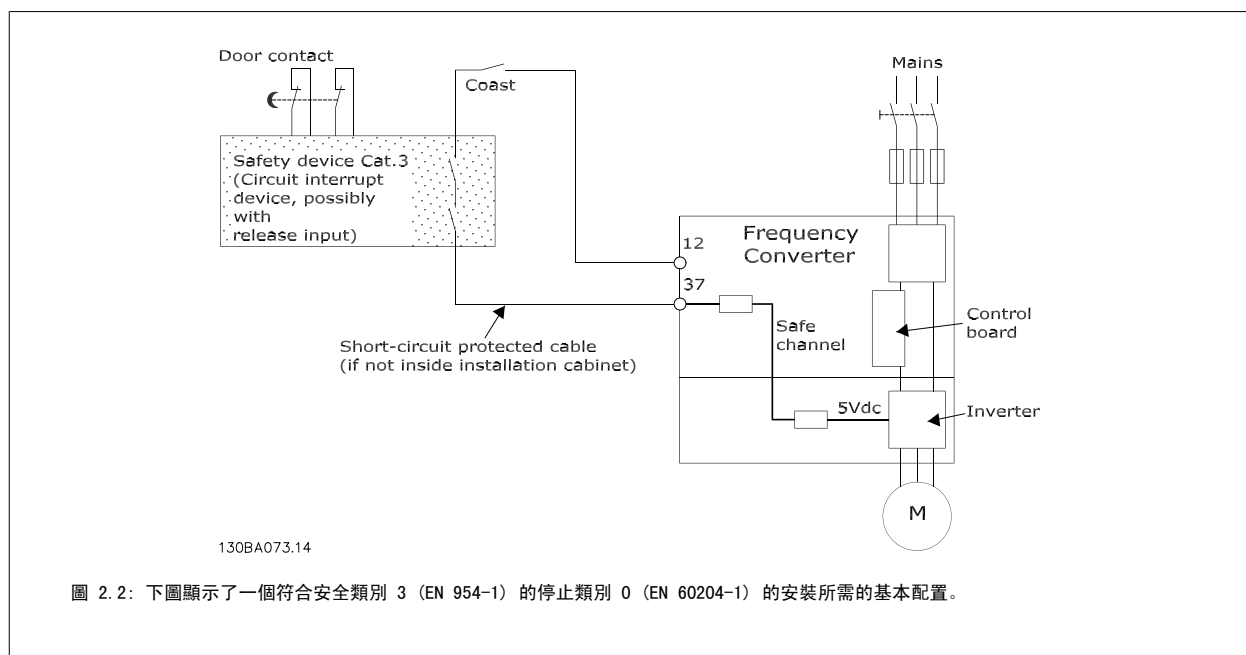 Door contact
Coast
Mains
Safety device Cat.3
(Circuit interrupt
device, possibly
with
release input)
12
Frequency
Converter
37
Safe
channel
Control
board
Short-circuit protected cable
(if not inside installation cabinet)
5Vdc
Inverter
M
130BA073.14
圖 2.2: 下圖顯示了一個符合安全類別 3 (EN 954-1) 的停止類別 0 (EN 60204-1) 的安裝所需的基本配置。